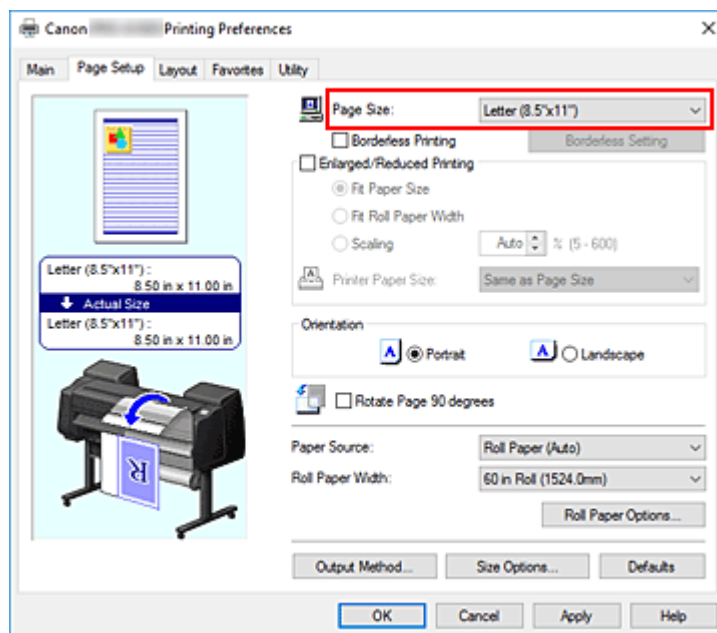 Canon Printing Preferences
Main Page Setup Layout Favorites Utility
Page Size: Letter (8.5"x11")
Borderless Printing Borderless Setting
Enlarged/Reduced Printing
Fit Paper Size
Fit Roll Paper Width
Scaling Auto % (5 - 600)
Printer Paper Size: Same as Page Size
Letter (8.5"x11") :
8.50 in x 11.00 in
Actual Size
Letter (8.5"x11") :
8.50 in x 11.00 in
Orientation
A Portrait A Landscape
Rotate Page 90 degrees
R
Paper Source: Roll Paper (Auto)
Roll Paper Width: 60 in Roll (1524.0mm)
Roll Paper Options...
Output Method... Size Options... Defaults
OK Cancel Apply Help